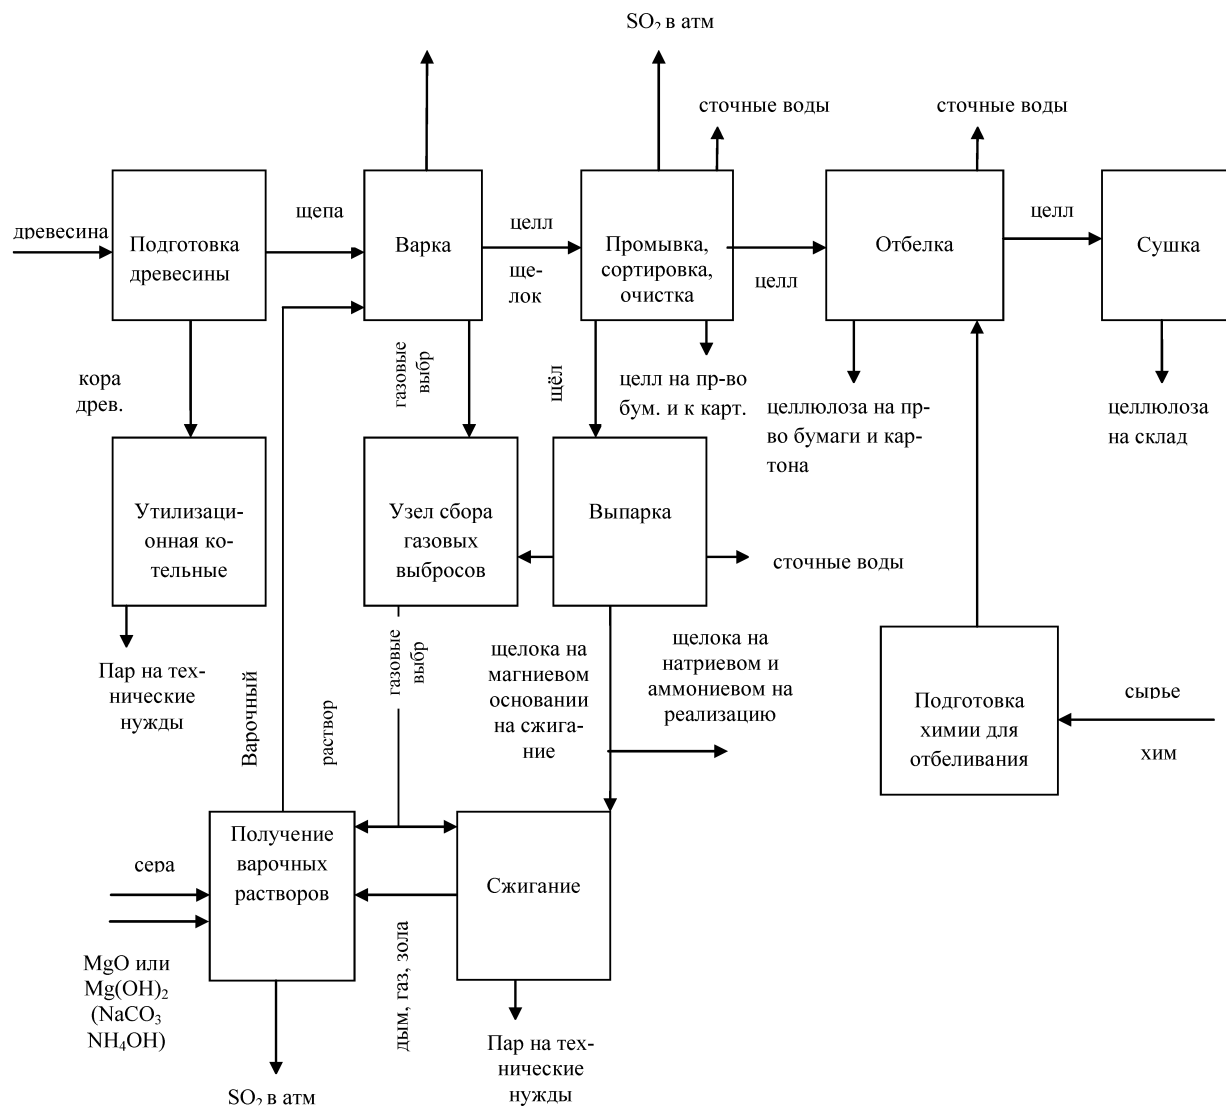 SO₂ в атм
сточные воды
сточные воды
древесина
Подготовка
древесины
щепа
Варка
целл
ще-
лок
Промывка,
сортировка,
очистка
целл
Отбелка
целл
Сушка
кора
древ.
газовые
выбр
щёл
целл на пр-во
бум. и к карт.
целлюлоза на пр-
во бумаги и кар-
тона
целлюлоза
на склад
Утилизаци-
онная ко-
тельные
Узел сбора
газовых
выбросов
Выпарка
сточные воды
Пар на тех-
нические
нужды
Варочный
раствор
газовые
выбр
щелока на
магниевом
основании
на сжига-
ние
щелока на
натриевом и
аммониевом на
реализацию
Подготовка
химии для
отбеливания
сырье
хим
сера
MgO или
Mg(OH)₂
(NaCO₃
NH₄OH)
Получение
варочных
растворов
Сжигание
дым, газ, зола
Пар на тех-
нические
нужды
SO₂ в атм